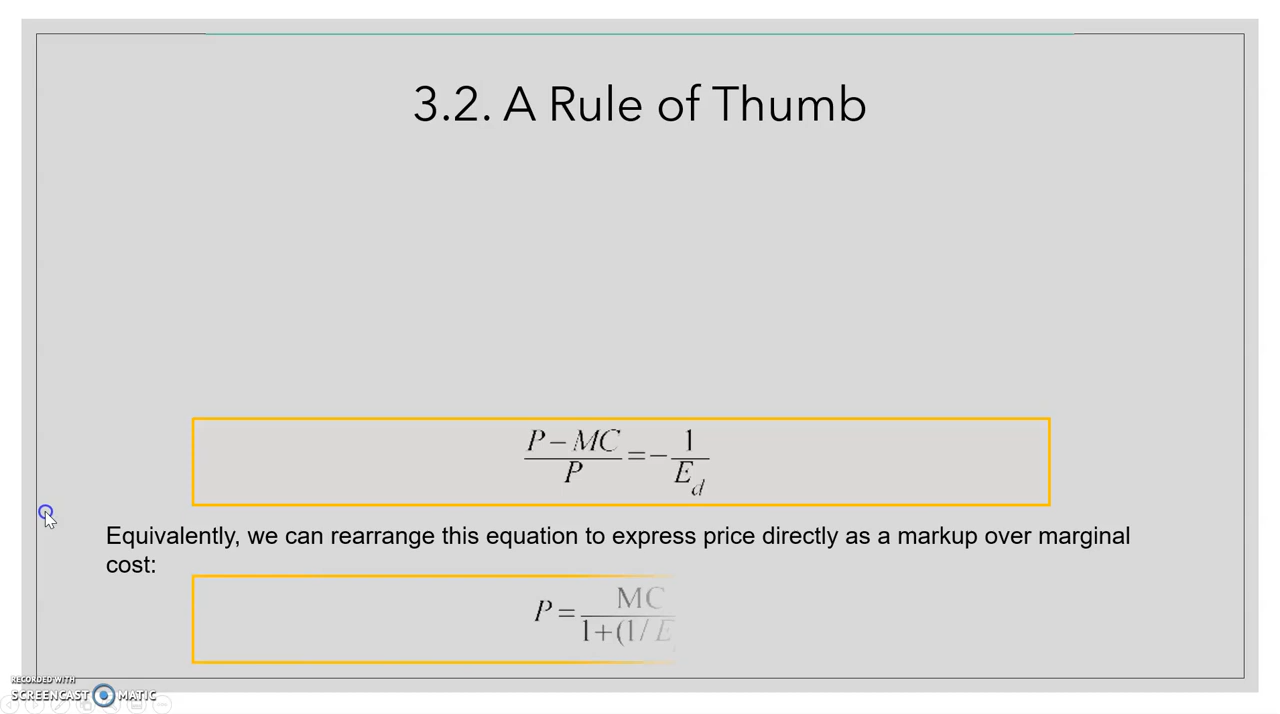 3.2. A Rule of Thumb
P – MC
P
= –
1
E_d
Equivalently, we can rearrange this equation to express price directly as a markup over marginal
cost:
P =
MC
1+(1/ E
RECORDED WITH
SCREENCAST MATIC